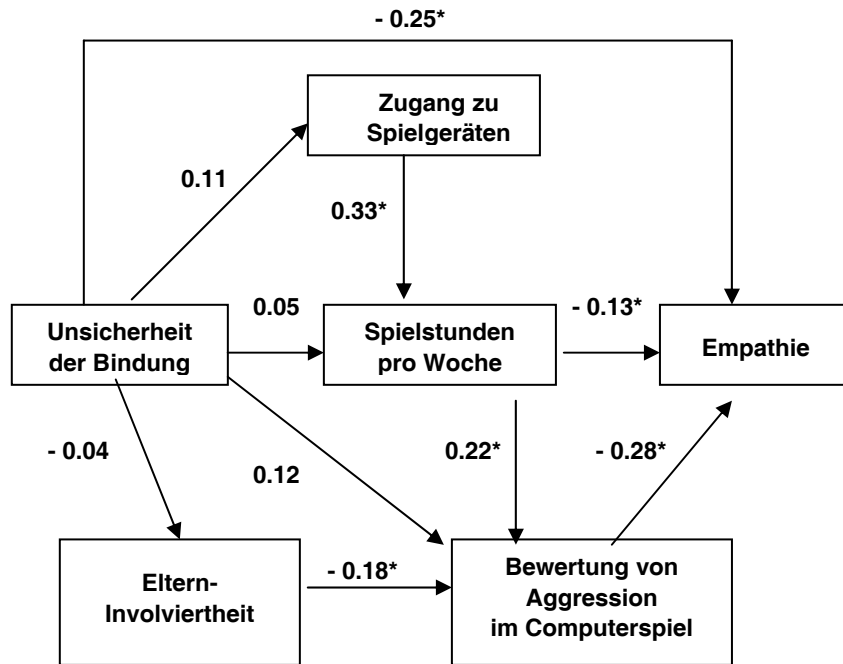 - 0.25*
Zugang zu
Spielgeräten
0.11
0.33*
Unsicherheit
der Bindung
0.05
Spielstunden
pro Woche
- 0.13*
Empathie
- 0.04
0.12
0.22*
- 0.28*
Eltern-
Involviertheit
- 0.18*
Bewertung von
Aggression
im Computerspiel